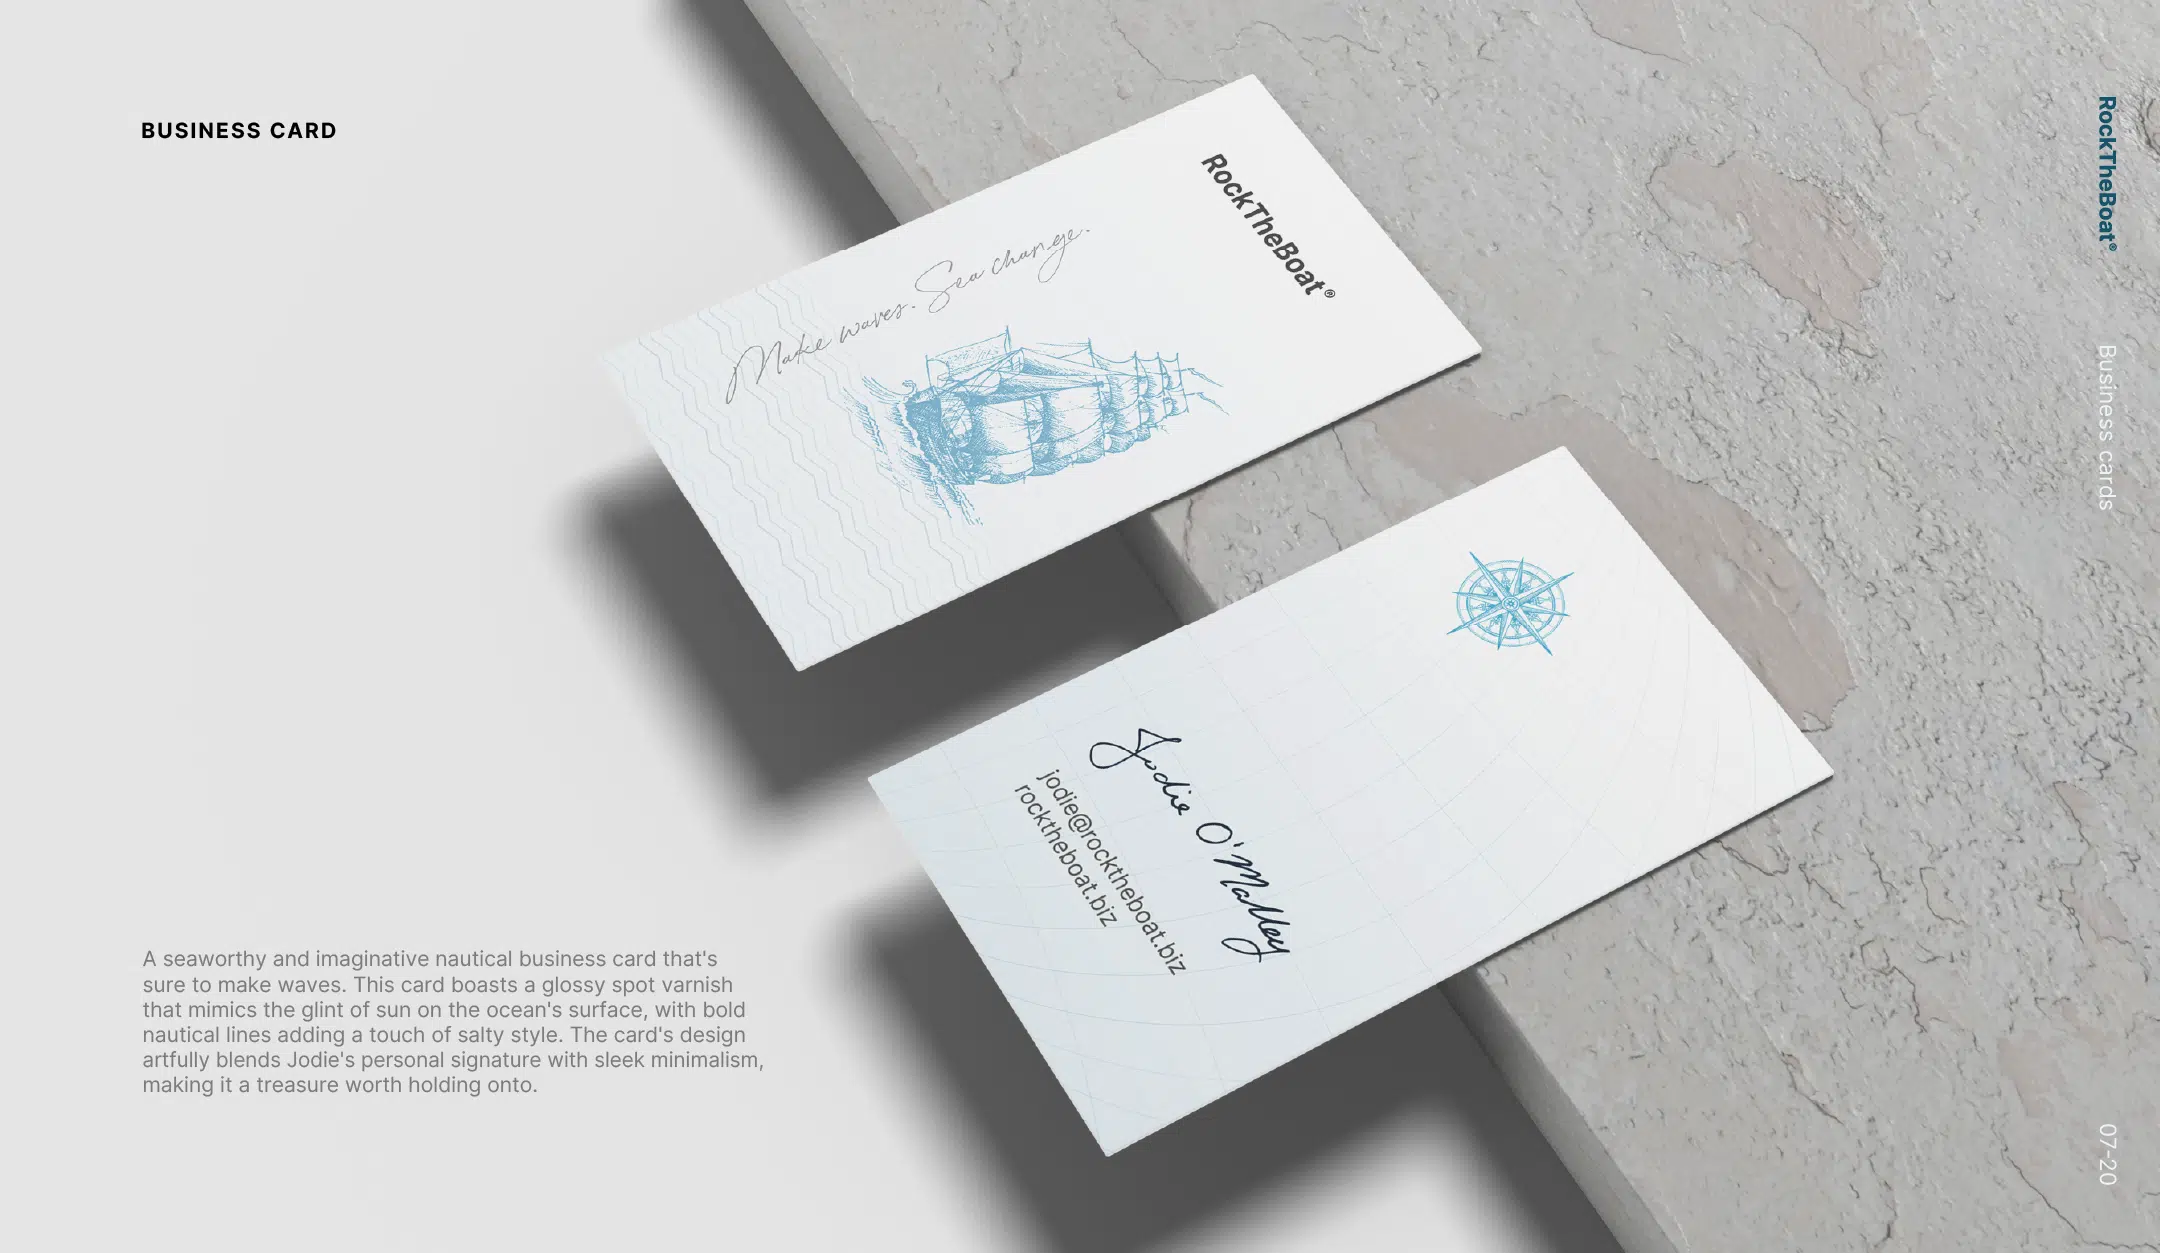 BUSINESS CARD
RockTheBoat®
Make waves. Sea change.
Jodie O'Malley
jodie@rocktheboat.biz
rocktheboat.biz
A seaworthy and imaginative nautical business card that's
sure to make waves. This card boasts a glossy spot varnish
that mimics the glint of sun on the ocean's surface, with bold
nautical lines adding a touch of salty style. The card's design
artfully blends Jodie's personal signature with sleek minimalism,
making it a treasure worth holding onto.
RockTheBoat®
Business cards
07-20